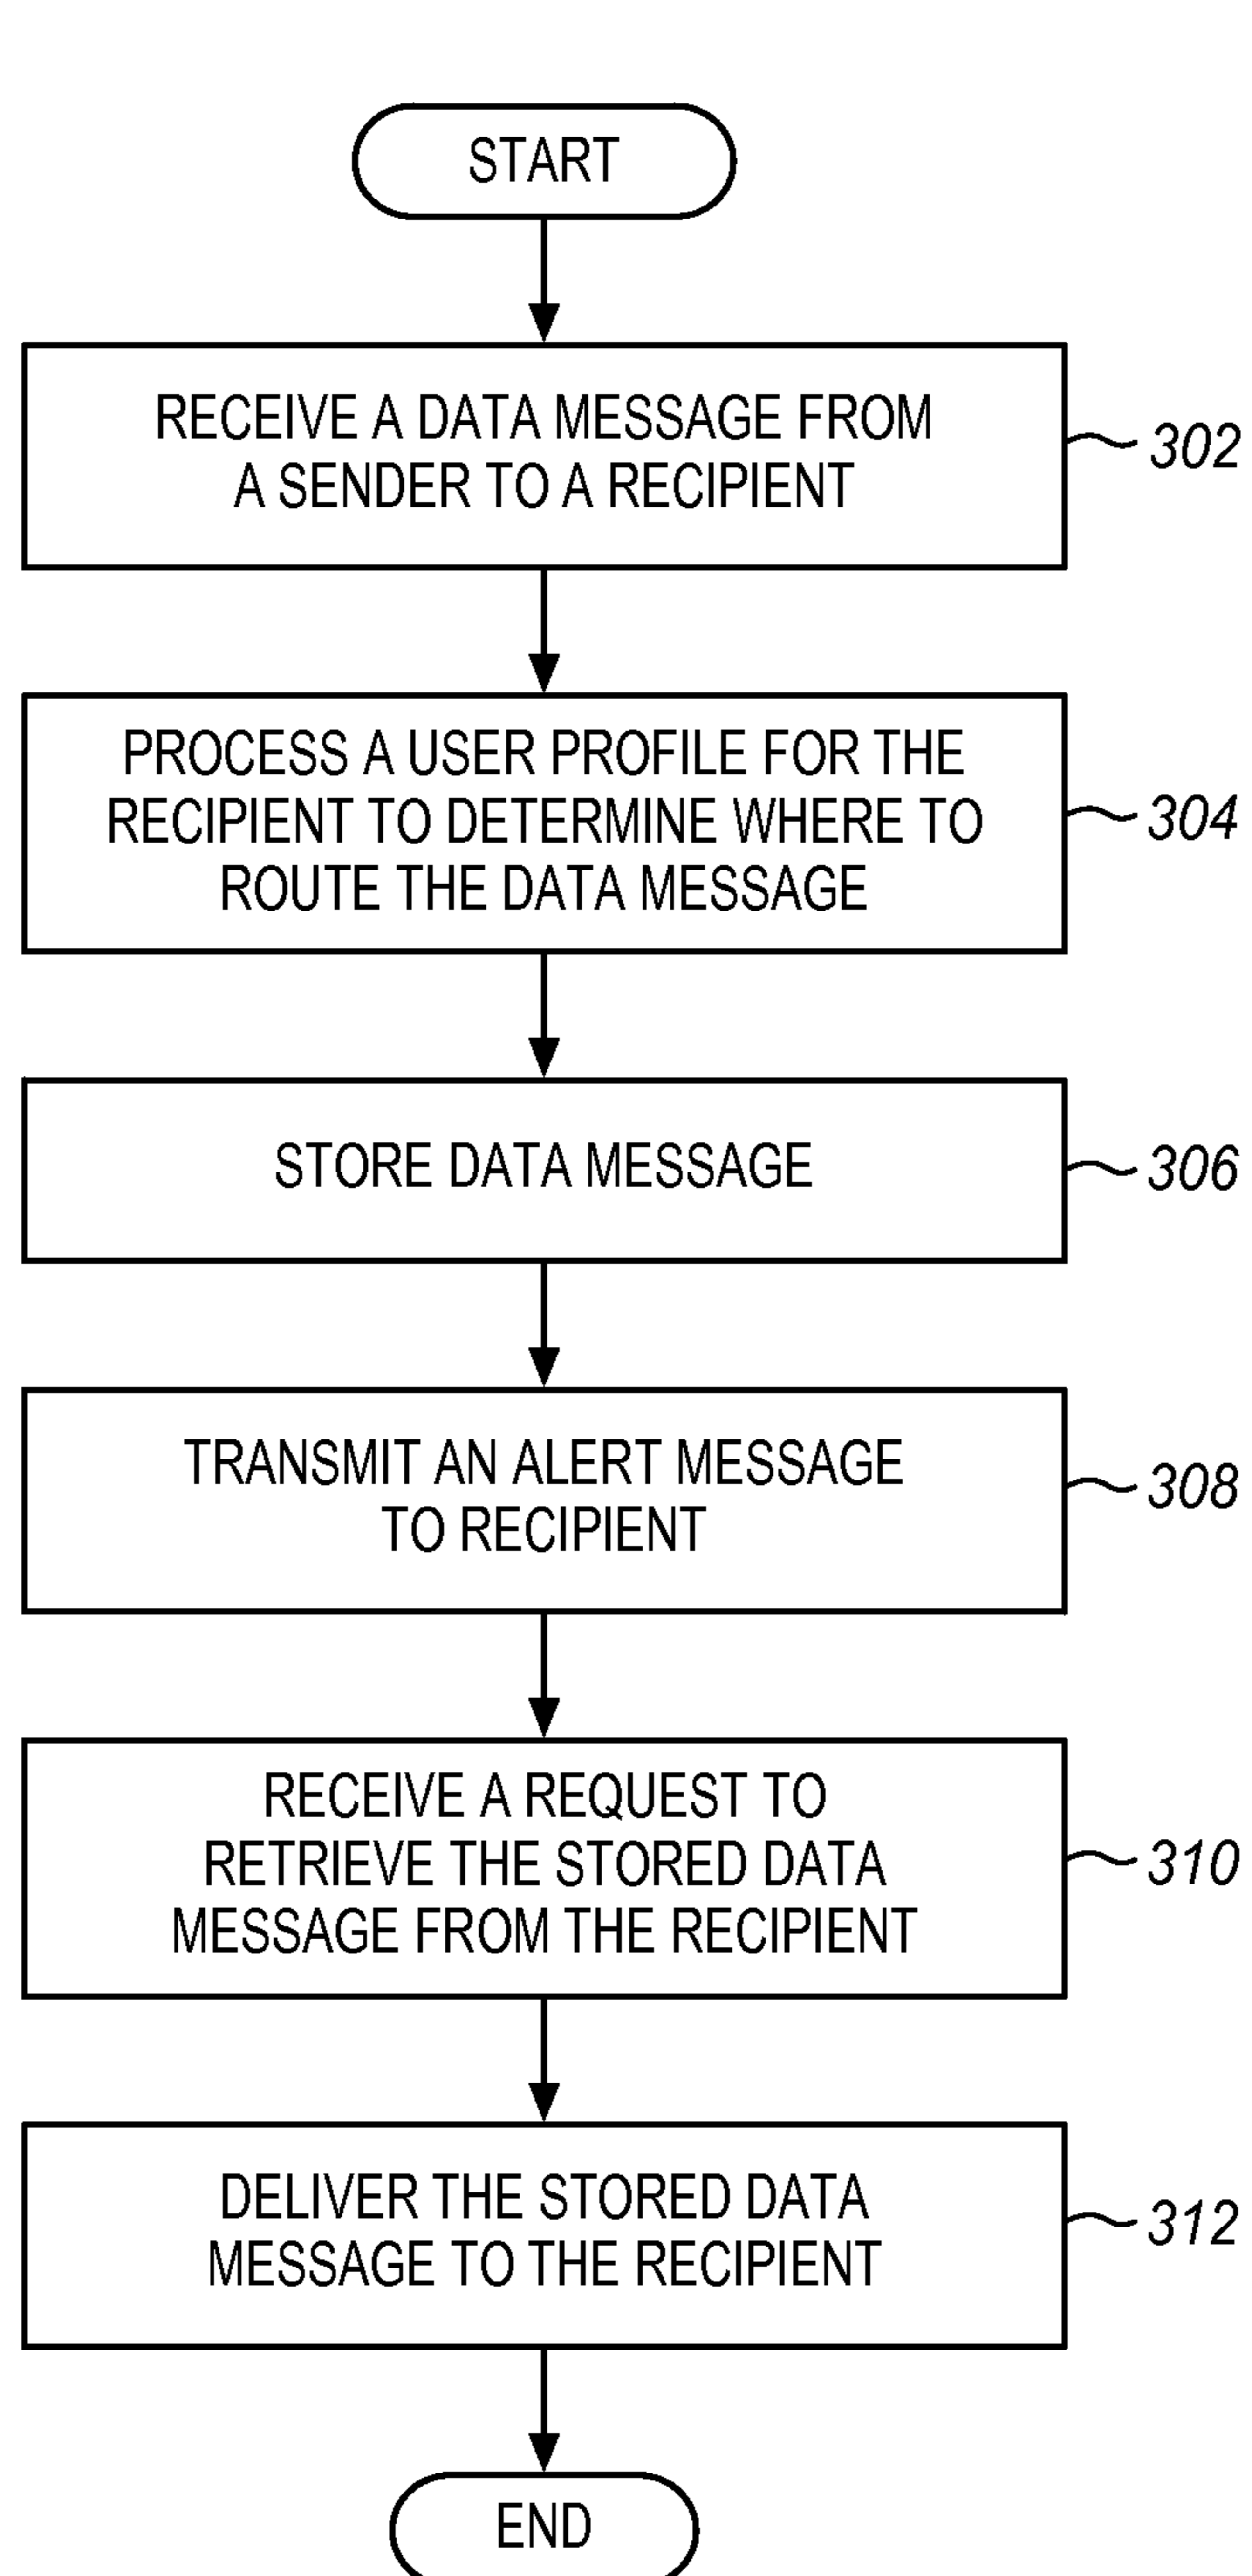 START
RECEIVE A DATA MESSAGE FROM
A SENDER TO A RECIPIENT
302
PROCESS A USER PROFILE FOR THE
RECIPIENT TO DETERMINE WHERE TO
ROUTE THE DATA MESSAGE
304
STORE DATA MESSAGE
306
TRANSMIT AN ALERT MESSAGE
TO RECIPIENT
308
RECEIVE A REQUEST TO
RETRIEVE THE STORED DATA
MESSAGE FROM THE RECIPIENT
310
DELIVER THE STORED DATA
MESSAGE TO THE RECIPIENT
312
END